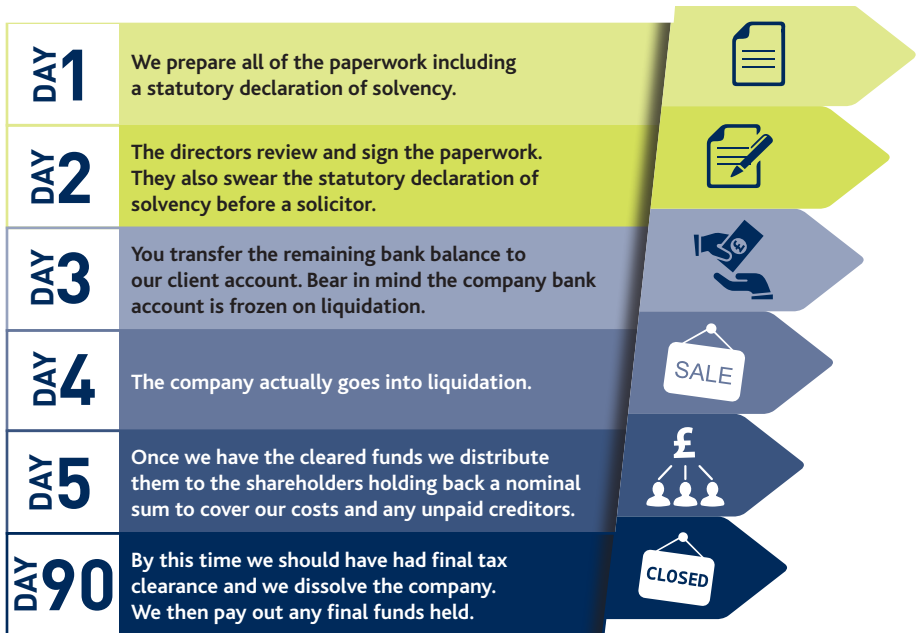 DAY 1
We prepare all of the paperwork including
a statutory declaration of solvency.
DAY 2
The directors review and sign the paperwork.
They also swear the statutory declaration of
solvency before a solicitor.
DAY 3
You transfer the remaining bank balance to
our client account. Bear in mind the company bank
account is frozen on liquidation.
DAY 4
The company actually goes into liquidation.
SALE
DAY 5
Once we have the cleared funds we distribute
them to the shareholders holding back a nominal
sum to cover our costs and any unpaid creditors.
£
DAY 90
By this time we should have had final tax
clearance and we dissolve the company.
We then pay out any final funds held.
CLOSED